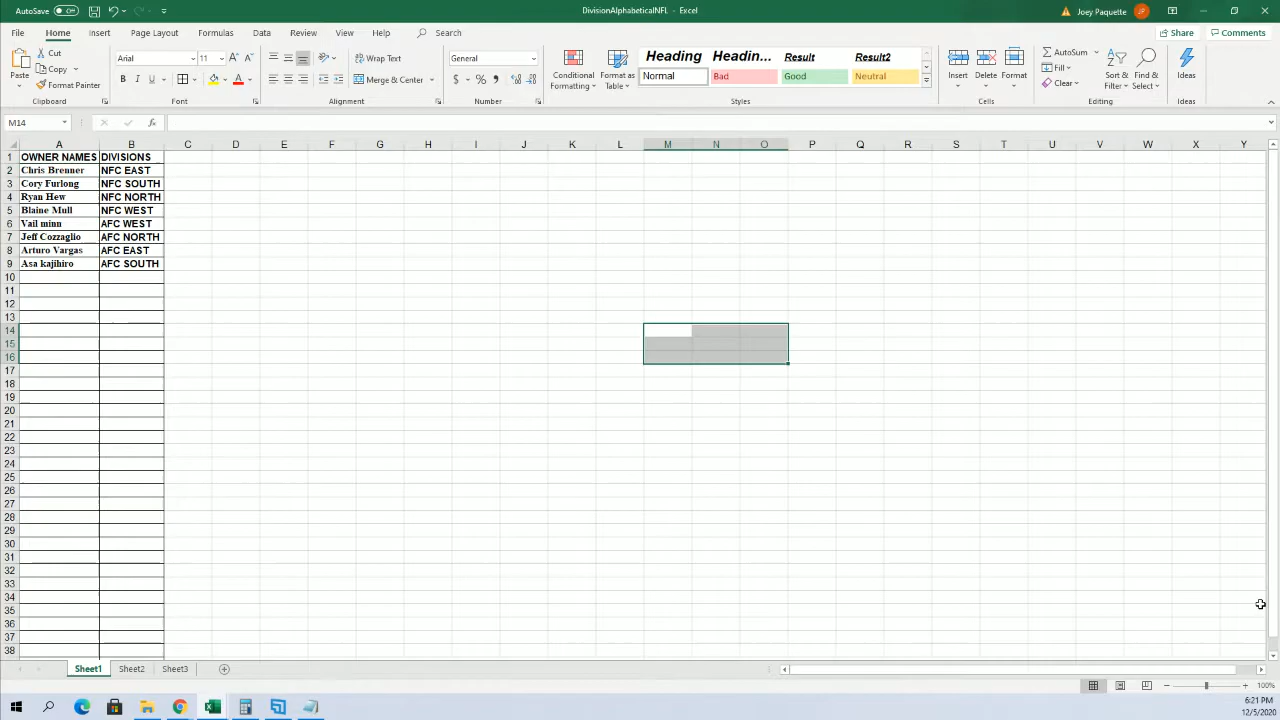 AutoSave Off DivisionAlphabeticalNFL - Excel Joey Paquette JP
File Home Insert Page Layout Formulas Data Review View Help Search Share Comments
Paste Cut Copy Format Painter Clipboard
Arial 11 A A B I U A Font
ab Wrap Text Merge & Center Alignment
General $ % , Number
Conditional Formatting Format as Table
Heading Headin... Result Result2
Normal Bad Good Neutral
Styles
Insert Delete Format Cells
AutoSum Fill Clear Sort & Filter Find & Select Editing
Ideas Ideas
M14 fx
A B C D E F G H I J K L M N O P Q R S T U V W X Y
1 OWNER NAMES DIVISIONS
2 Chris Brenner NFC EAST
3 Cory Furlong NFC SOUTH
4 Ryan Hew NFC NORTH
5 Blaine Mull NFC WEST
6 Vail minn AFC WEST
7 Jeff Cozzaglio AFC NORTH
8 Arturo Vargas AFC EAST
9 Asa kajihiro AFC SOUTH
10
11
12
13
14
15
16
17
18
19
20
21
22
23
24
25
26
27
28
29
30
31
32
33
34
35
36
37
38
Sheet1 Sheet2 Sheet3
100%
6:21 PM
12/5/2020